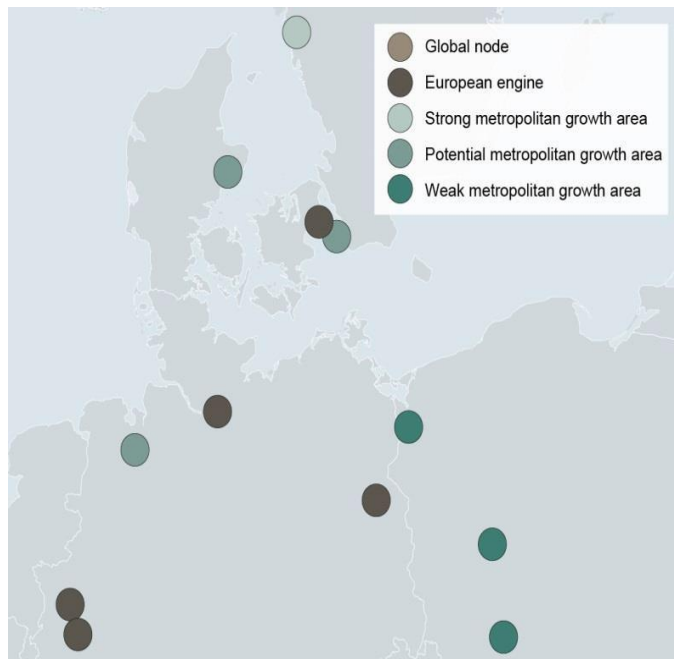 Global node
European engine
Strong metropolitan growth area
Potential metropolitan growth area
Weak metropolitan growth area